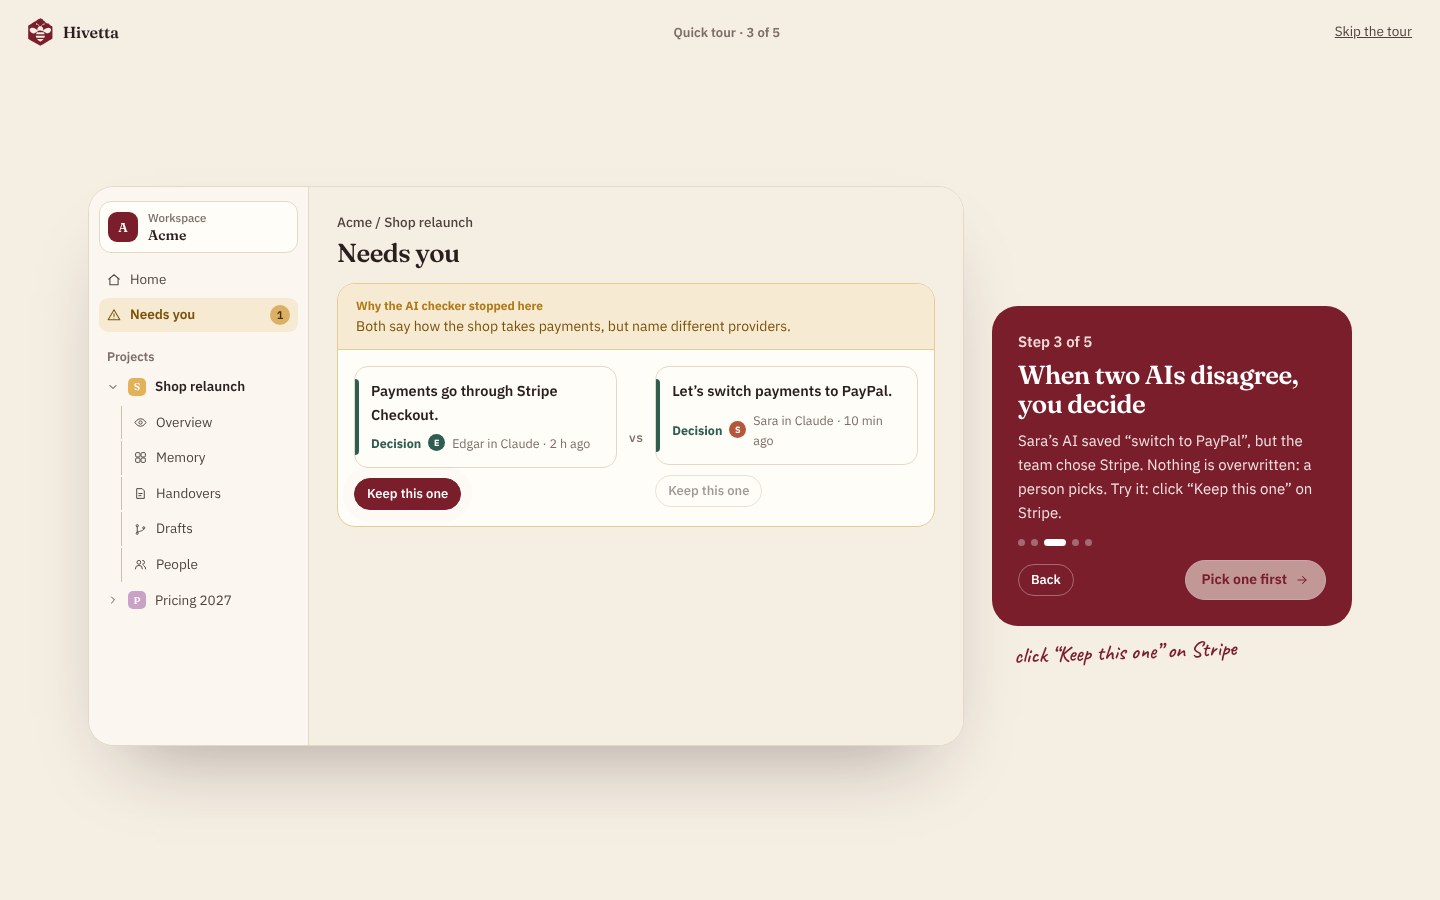 Hivetta
Quick tour · 3 of 5
Skip the tour
A
Workspace
Acme
Home
Needs you
1
Projects
S
Shop relaunch
Overview
Memory
Handovers
Drafts
People
P
Pricing 2027
Acme / Shop relaunch
Needs you
Why the AI checker stopped here
Both say how the shop takes payments, but name different providers.
Payments go through Stripe
Checkout.
Decision E Edgar in Claude · 2 h ago
Keep this one
vs
Let’s switch payments to PayPal.
Decision S Sara in Claude · 10 min
ago
Keep this one
Step 3 of 5
When two AIs disagree,
you decide
Sara’s AI saved “switch to PayPal”, but the
team chose Stripe. Nothing is overwritten: a
person picks. Try it: click “Keep this one” on
Stripe.
Back
Pick one first →
click “Keep this one” on Stripe